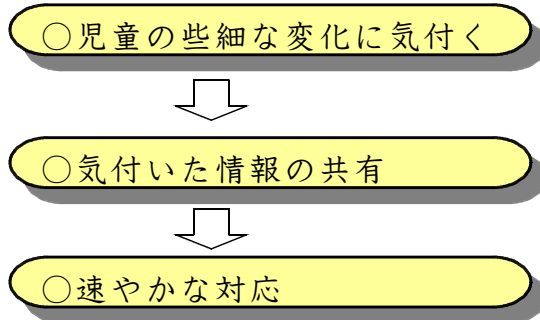 ○児童の些細な変化に気付く
○気付いた情報の共有
○速やかな対応